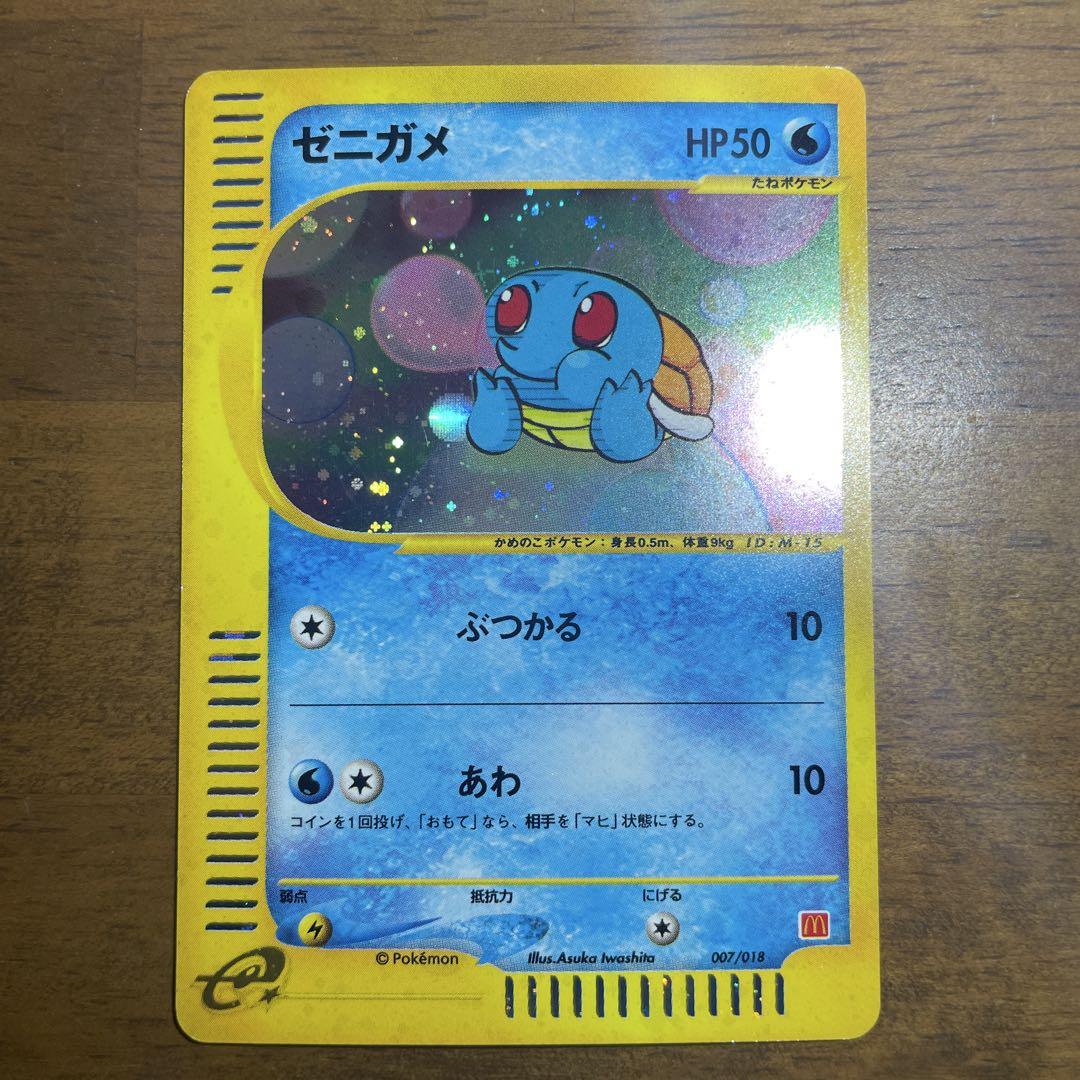 ゼニガメ HP50
たねポケモン
かめのこポケモン：身長0.5m、体重9kg ID：M-15
ぶつかる 10
あわ 10
コインを1回投げ、「おもて」なら、相手を「マヒ」状態にする。
弱点 抵抗力 にげる
© Pokémon Illus.Asuka Iwashita 007/018
e